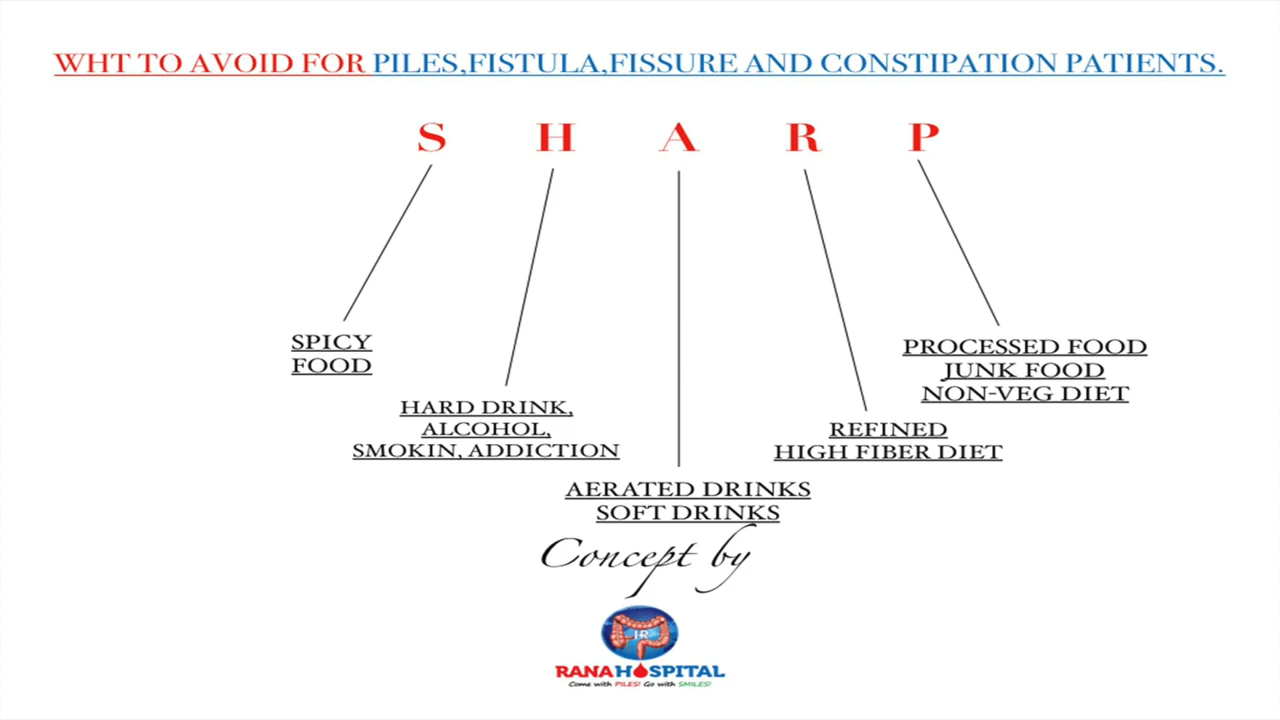 WHT TO AVOID FOR PILES,FISTULA,FISSURE AND CONSTIPATION PATIENTS.
S H A R P
SPICY
FOOD
HARD DRINK,
ALCOHOL,
SMOKIN, ADDICTION
AERATED DRINKS
SOFT DRINKS
REFINED
HIGH FIBER DIET
PROCESSED FOOD
JUNK FOOD
NON-VEG DIET
Concept by
JR
RANA HOSPITAL
Come with PILES! Go with SMILES!